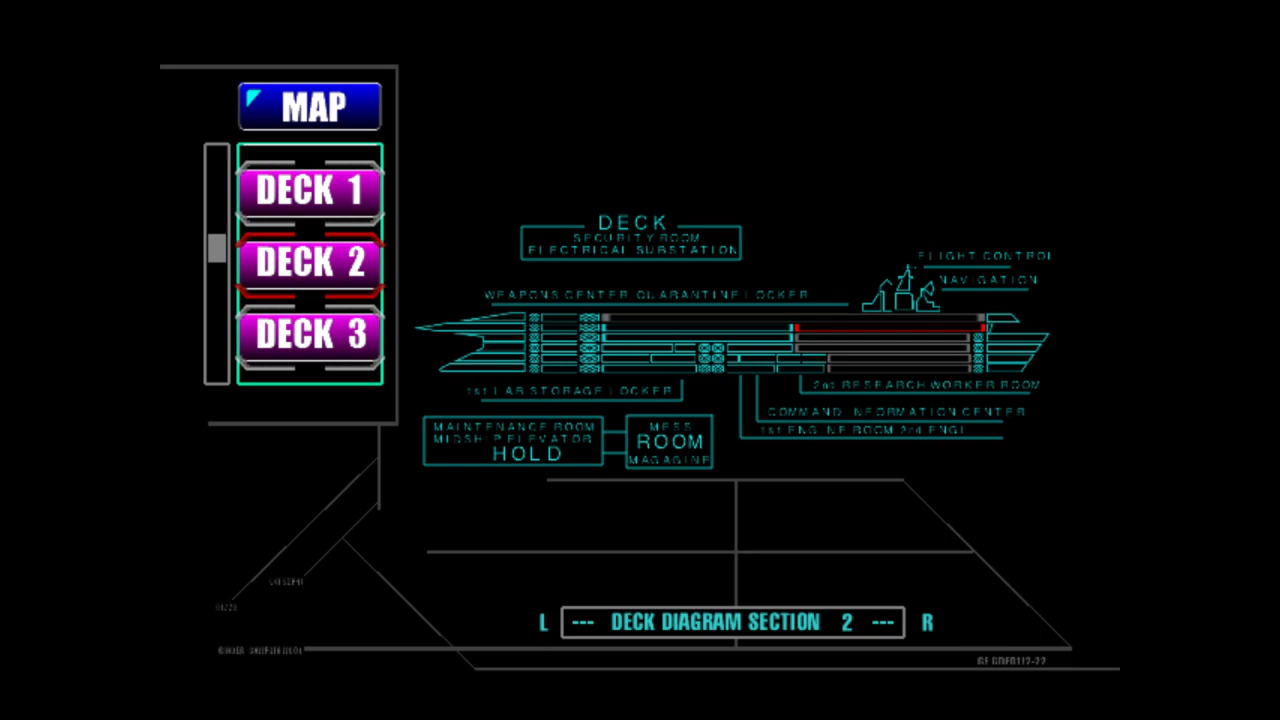 MAP
DECK 1
DECK 2
DECK 3
DECK
SECURITY ROOM
ELECTRICAL SUBSTATION
FLIGHT CONTROL
NAVIGATION
WEAPONS CENTER QUARANTINE LOCKER
1st LAB STORAGE LOCKER
2nd RESEARCH WORKER ROOM
COMMAND INFORMATION CENTER
1st ENGINE ROOM 2nd ENGI
MAINTENANCE ROOM
MIDSHIP ELEVATOR
HOLD
MESS
ROOM
MAGAGINE
L --- DECK DIAGRAM SECTION 2 --- R